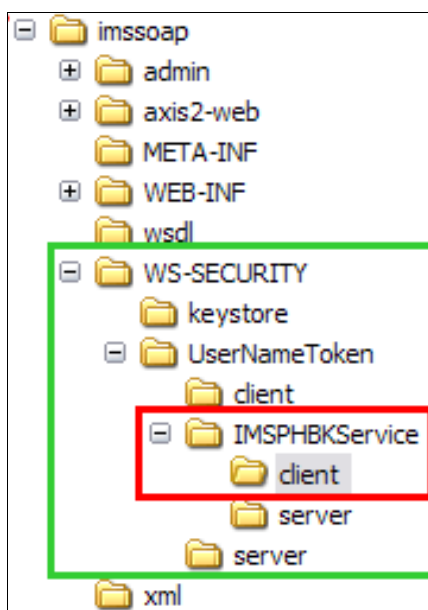 imssoap
admin
axis2-web
META-INF
WEB-INF
wsdl
WS-SECURITY
keystore
UserNameToken
client
IMSPHBKService
client
server
server
xml